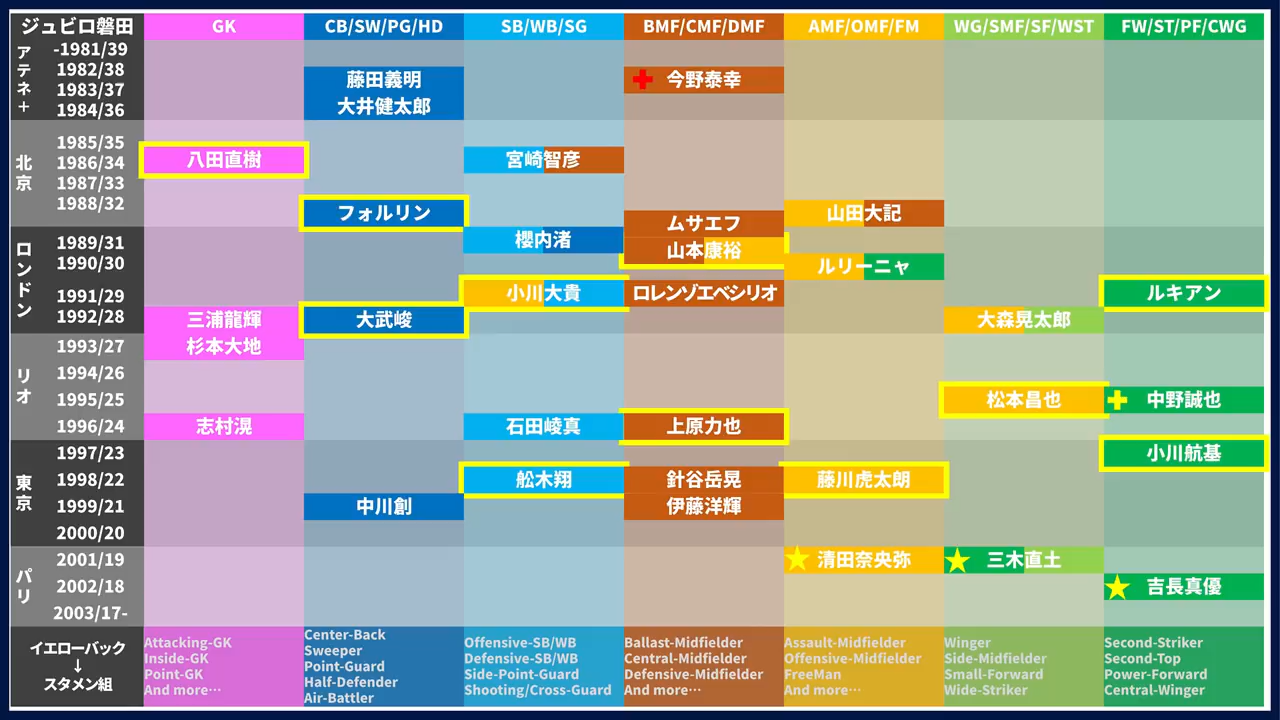 ジュビロ磐田
GK
CB/SW/PG/HD
SB/WB/SG
BMF/CMF/DMF
AMF/OMF/FM
WG/SMF/SF/WST
FW/ST/PF/CWG
アテネ+
-1981/39
1982/38
1983/37
1984/36
藤田義明
大井健太郎
今野泰幸
北京
1985/35
1986/34
1987/33
1988/32
八田直樹
宮崎智彦
フォルリン
ムサエフ
山田大記
ロンドン
1989/31
1990/30
1991/29
1992/28
櫻内渚
山本康裕
ルリーニャ
小川大貴
ロレンゾエベシリオ
ルキアン
三浦龍輝
大武峻
大森晃太郎
リオ
1993/27
1994/26
1995/25
1996/24
杉本大地
松本昌也
中野誠也
志村滉
石田崚真
上原力也
東京
1997/23
1998/22
1999/21
2000/20
小川航基
舩木翔
針谷岳晃
藤川虎太朗
中川創
伊藤洋輝
パリ
2001/19
2002/18
2003/17-
清田奈央弥
三木直土
吉長真優
イエローバック
↓
スタメン組
Attacking-GK
Inside-GK
Point-GK
And more…
Center-Back
Sweeper
Point-Guard
Half-Defender
Air-Battler
Offensive-SB/WB
Defensive-SB/WB
Side-Point-Guard
Shooting/Cross-Guard
Ballast-Midfielder
Central-Midfielder
Defensive-Midfielder
And more…
Assault-Midfielder
Offensive-Midfielder
FreeMan
And more…
Winger
Side-Midfielder
Small-Forward
Wide-Striker
Second-Striker
Second-Top
Power-Forward
Central-Winger